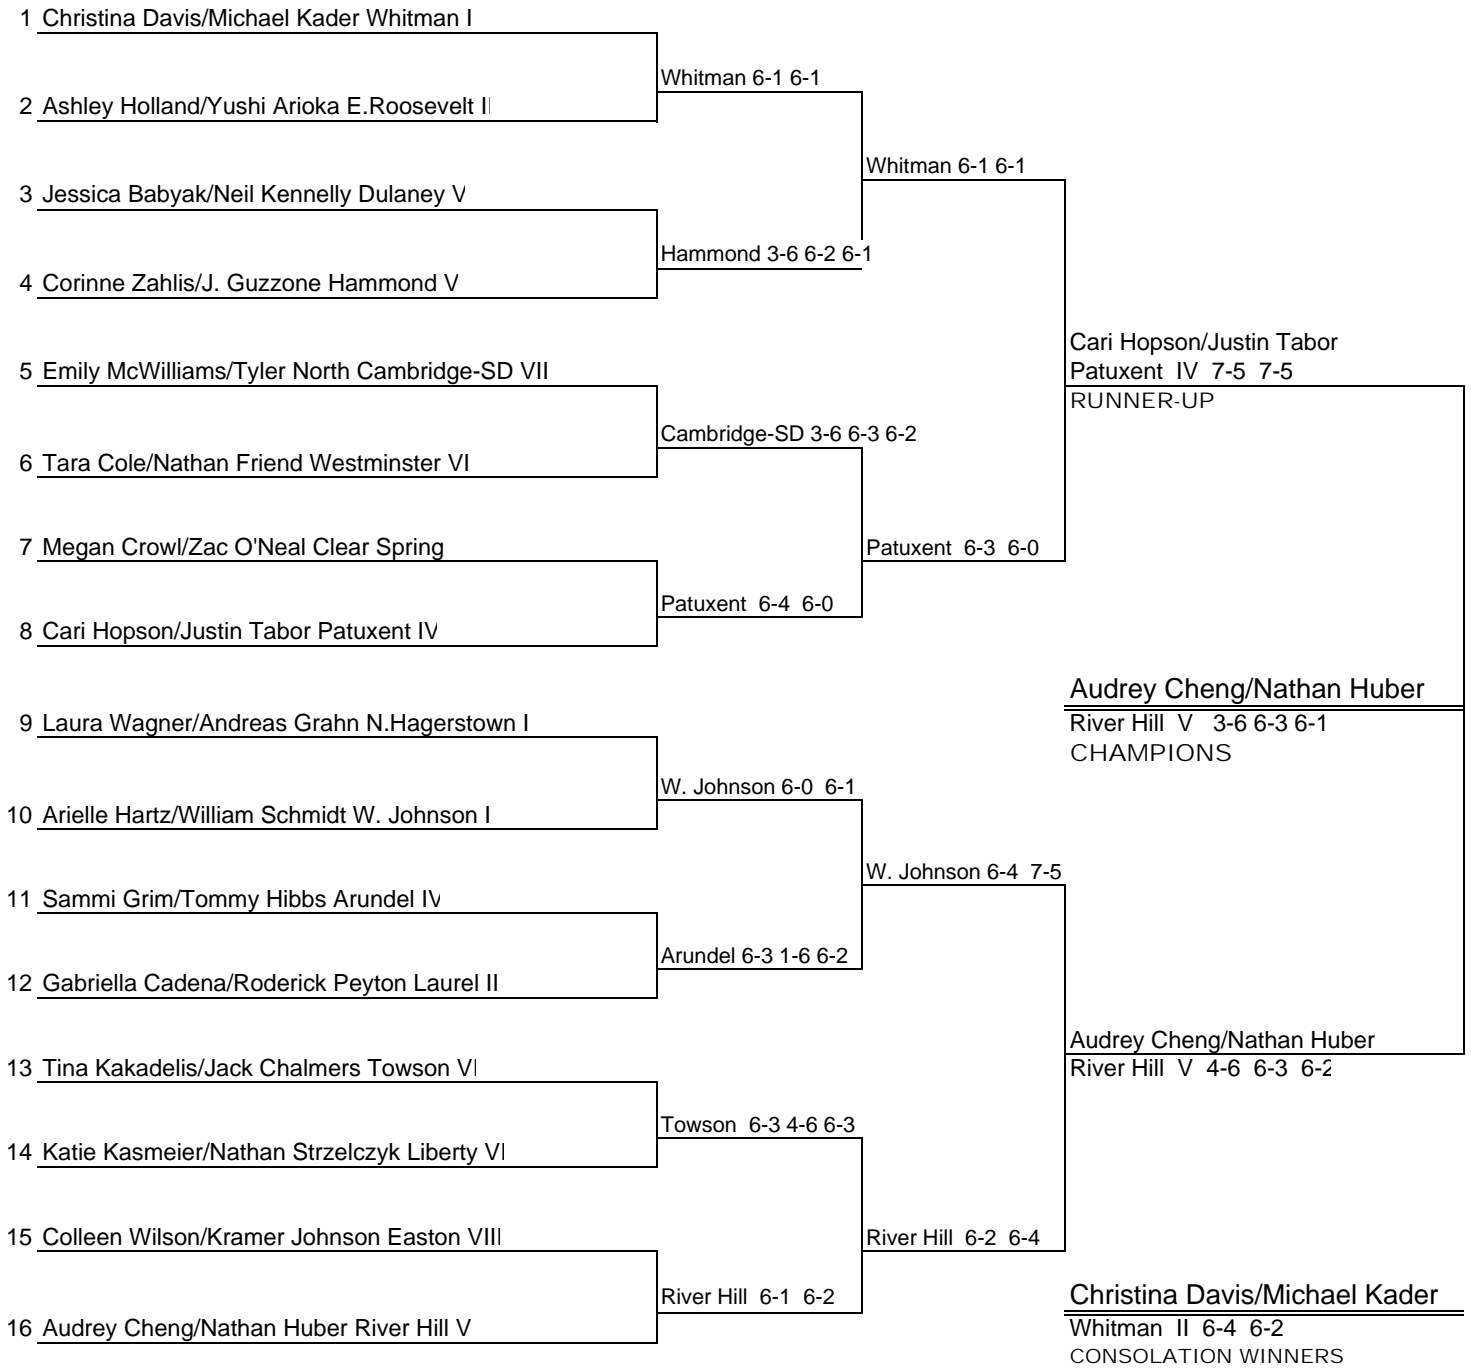 1 Christina Davis/Michael Kader Whitman I
Whitman 6-1 6-1
2 Ashley Holland/Yushi Arioka E.Roosevelt II
Whitman 6-1 6-1
3 Jessica Babyak/Neil Kennelly Dulaney V
Hammond 3-6 6-2 6-1
4 Corinne Zahlis/J. Guzzone Hammond V
Cari Hopson/Justin Tabor
Patuxent IV 7-5 7-5
RUNNER-UP
5 Emily McWilliams/Tyler North Cambridge-SD VII
Cambridge-SD 3-6 6-3 6-2
6 Tara Cole/Nathan Friend Westminster VI
7 Megan Crowl/Zac O'Neal Clear Spring
Patuxent 6-3 6-0
Patuxent 6-4 6-0
8 Cari Hopson/Justin Tabor Patuxent IV
Audrey Cheng/Nathan Huber
River Hill V 3-6 6-3 6-1
CHAMPIONS
9 Laura Wagner/Andreas Grahn N.Hagerstown I
W. Johnson 6-0 6-1
10 Arielle Hartz/William Schmidt W. Johnson I
W. Johnson 6-4 7-5
11 Sammi Grim/Tommy Hibbs Arundel IV
Arundel 6-3 1-6 6-2
12 Gabriella Cadena/Roderick Peyton Laurel II
Audrey Cheng/Nathan Huber
River Hill V 4-6 6-3 6-2
13 Tina Kakadelis/Jack Chalmers Towson VI
Towson 6-3 4-6 6-3
14 Katie Kasmeier/Nathan Strzelczyk Liberty VI
15 Colleen Wilson/Kramer Johnson Easton VIII
River Hill 6-2 6-4
River Hill 6-1 6-2
16 Audrey Cheng/Nathan Huber River Hill V
Christina Davis/Michael Kader
Whitman II 6-4 6-2
CONSOLATION WINNERS